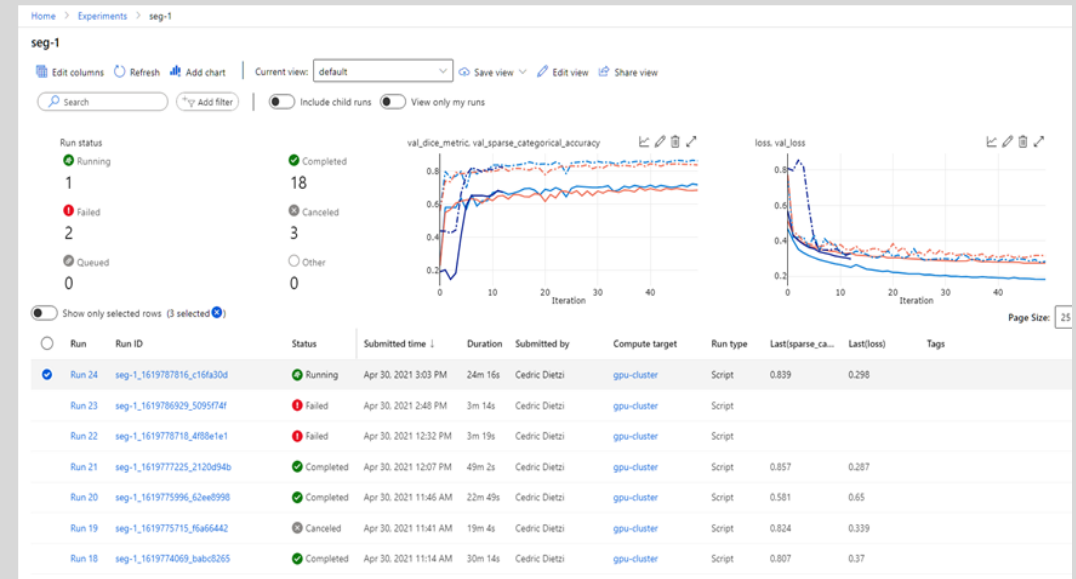 Home > Experiments > seg-1
seg-1
Edit columns Refresh Add chart Current view: default Save view Edit view Share view
Search Add filter Include child runs View only my runs
Run status
Running Completed
1 18
Failed Canceled
2 3
Queued Other
0 0
val_dice_metric, val_sparse_categorical_accuracy
0.8
0.6
0.4
0.2
0 10 20 30 40
Iteration
loss, val_loss
0.8
0.6
0.4
0.2
0 10 20 30 40
Iteration
Show only selected rows (3 selected)
Page Size: 25
Run Run ID Status Submitted time ↓ Duration Submitted by Compute target Run type Last(sparse_ca... Last(loss) Tags
Run 24 seg-1_1619787816_c16fa30d Running Apr 30, 2021 3:03 PM 24m 16s Cedric Dietzi gpu-cluster Script 0.839 0.298
Run 23 seg-1_1619786929_5095f74f Failed Apr 30, 2021 2:48 PM 3m 14s Cedric Dietzi gpu-cluster Script
Run 22 seg-1_1619778718_4f88e1e1 Failed Apr 30, 2021 12:32 PM 3m 19s Cedric Dietzi gpu-cluster Script
Run 21 seg-1_1619777225_2120d94b Completed Apr 30, 2021 12:07 PM 49m 2s Cedric Dietzi gpu-cluster Script 0.857 0.287
Run 20 seg-1_1619775996_62ee8998 Completed Apr 30, 2021 11:46 AM 22m 49s Cedric Dietzi gpu-cluster Script 0.581 0.65
Run 19 seg-1_1619775715_f6a66442 Canceled Apr 30, 2021 11:41 AM 19m 4s Cedric Dietzi gpu-cluster Script 0.824 0.339
Run 18 seg-1_1619774069_babc8265 Completed Apr 30, 2021 11:14 AM 30m 14s Cedric Dietzi gpu-cluster Script 0.807 0.37